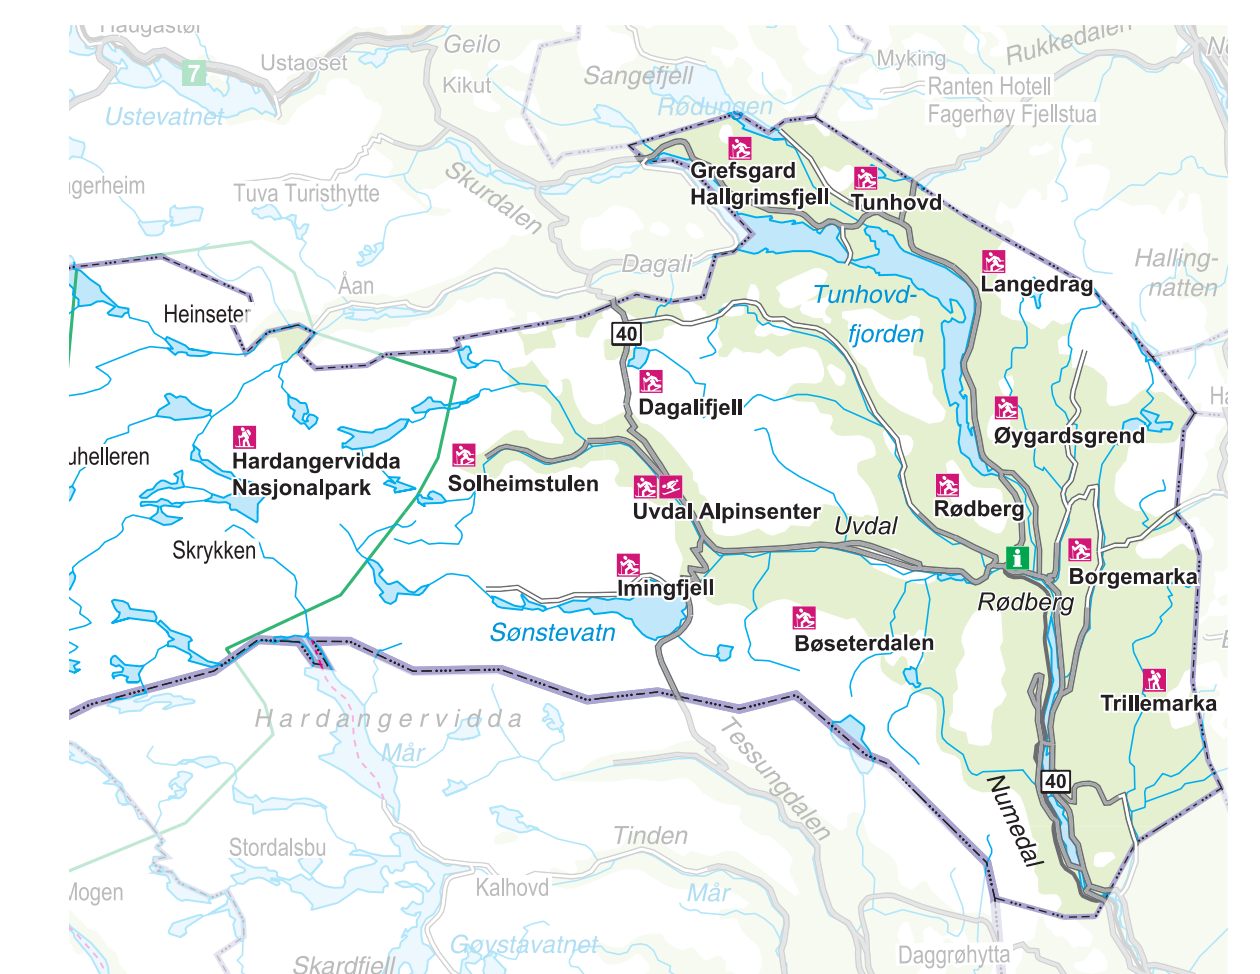 Haugastøl
Geilo
Ustaoset
7
Kikut
Sangefjell
Myking
Rukkedalen
Ranten Hotell
Fagerhøy Fjellstua
Ustevatnet
Rødungen
Grefsgard
Hallgrimsfjell
Tunhovd
Tuva Turisthytte
Skurdalen
Dagali
Åan
Langedrag
Halling-
natten
Tunhovd-
fjorden
Heinseter
40
Dagalifjell
Øygardsgrend
Hardangervidda
Nasjonalpark
Solheimstulen
Uvdal Alpinsenter
Rødberg
Uvdal
Skrykken
Imingfjell
i
Borgemarka
Rødberg
Sønstevatn
Bøseterdalen
Trillemarka
Hardangervidda
Mår
Tessungdalen
40
Numedal
Tinden
Stordalsbu
Kalhovd
Mår
Mogen
Gøystavatnet
Skardfjell
Daggrøhytta